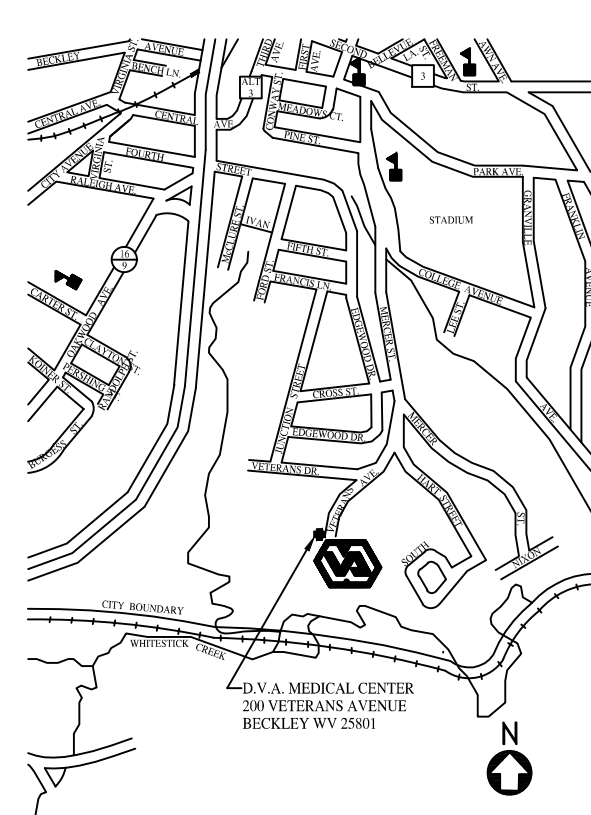 BECKLEY
VIRGINIA ST.
AVENUE
BENCH LN.
CENTRAL AVE.
CENTRAL AVE.
CITY AVENUE
VIRGINIA ST.
FOURTH STREET
RALEIGH AVE.
THIRD AVE.
FIRST AVE.
SECOND
BELLEVUE LA.
ST.
FREEMAN
ST.
ALT
3
3
CONWAY ST.
MEADOWS CT.
PINE ST.
PARK AVE.
GRANVILLE
FRANKLIN
AVENUE
STADIUM
McCLURE ST.
IVAN
FORD ST.
FIFTH ST.
FRANCIS LN.
COLLEGE AVENUE
LEE ST.
AVE.
16
9
OAKWOOD AVE
CARTER ST.
CLAYTON ST.
PERSHING
RANDOLPH ST.
KOINER ST.
BURGESS ST.
EDGEWOOD DR.
MERCER ST.
JUNCTION STREET
CROSS ST.
EDGEWOOD DR.
VETERANS DR.
VETERANS AVE.
MERCER
ST.
HART STREET
SOUTH
NIXON
VA
CITY BOUNDARY
WHITESTICK CREEK
D.V.A. MEDICAL CENTER
200 VETERANS AVENUE
BECKLEY WV 25801
N